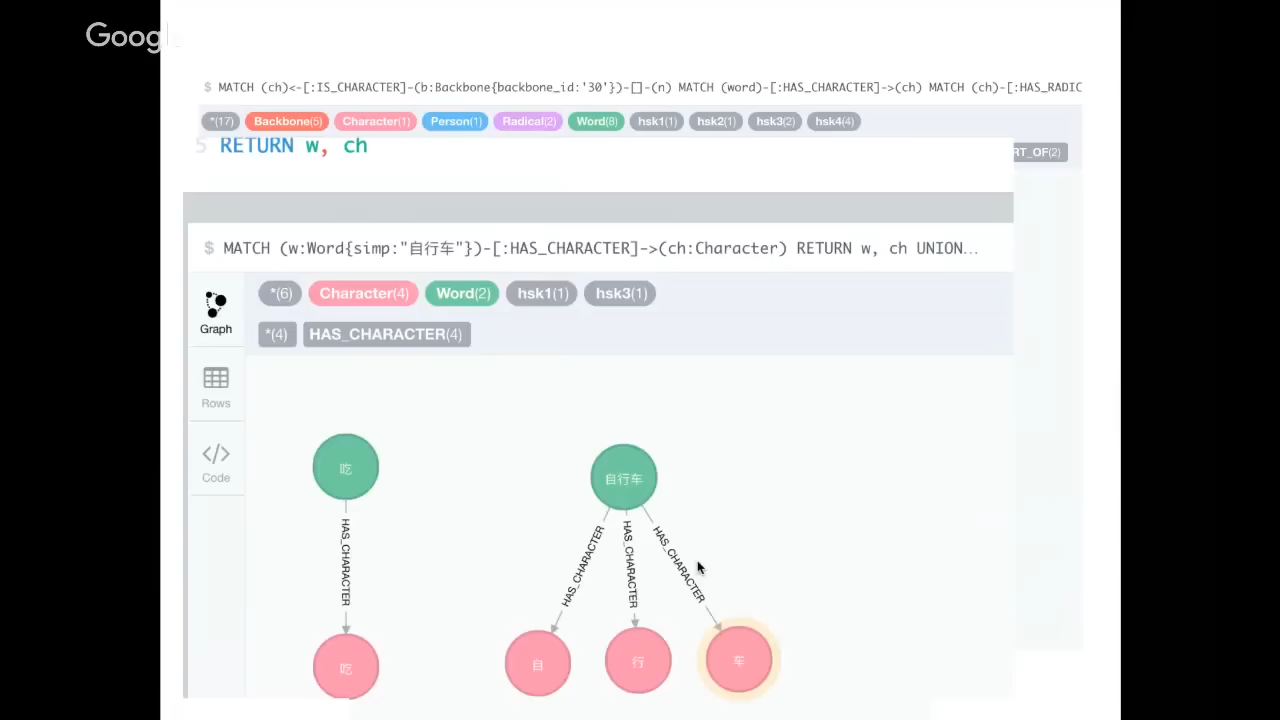 Google
$ MATCH (ch)<-[:IS_CHARACTER]-(b:Backbone{backbone_id:'30'})-[]-(n) MATCH (word)-[:HAS_CHARACTER]->(ch) MATCH (ch)-[:HAS_RADIC
*(17) Backbone(5) Character(1) Person(1) Radical(2) Word(8) hsk1(1) hsk2(1) hsk3(2) hsk4(4)
5 RETURN w, ch
RT_OF(2)
$ MATCH (w:Word{simp:"自行车"})-[:HAS_CHARACTER]->(ch:Character) RETURN w, ch UNION…
*(6) Character(4) Word(2) hsk1(1) hsk3(1)
Graph
*(4) HAS_CHARACTER(4)
Rows
Code
吃
自行车
HAS_CHARACTER
HAS_CHARACTER
HAS_CHARACTER
HAS_CHARACTER
吃
自
行
车